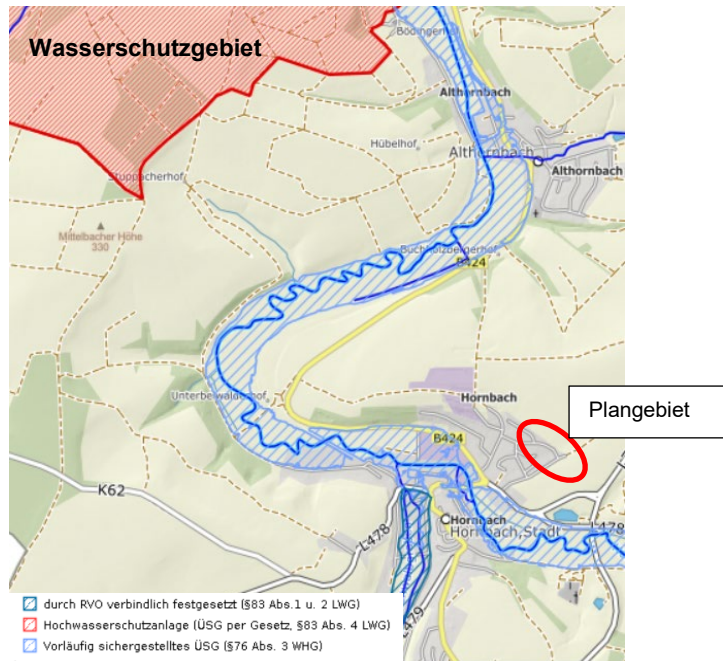 Wasserschutzgebiet
Bödingerhof
Althornbach
Hübelhof
Althornbach
Althornbach
Stuppacherhof
Mittelbacher Höhe
330
Buchholzbergerhof
B424
Unterbeiwalderhof
Hornbach
Plangebiet
B424
K62
L478
Hornbach
Hornbach,Stadt
L478
L479
durch RVO verbindlich festgesetzt (§83 Abs.1 u. 2 LWG)
Hochwasserschutzanlage (ÜSG per Gesetz, §83 Abs. 4 LWG)
Vorläufig sichergestelltes ÜSG (§76 Abs. 3 WHG)